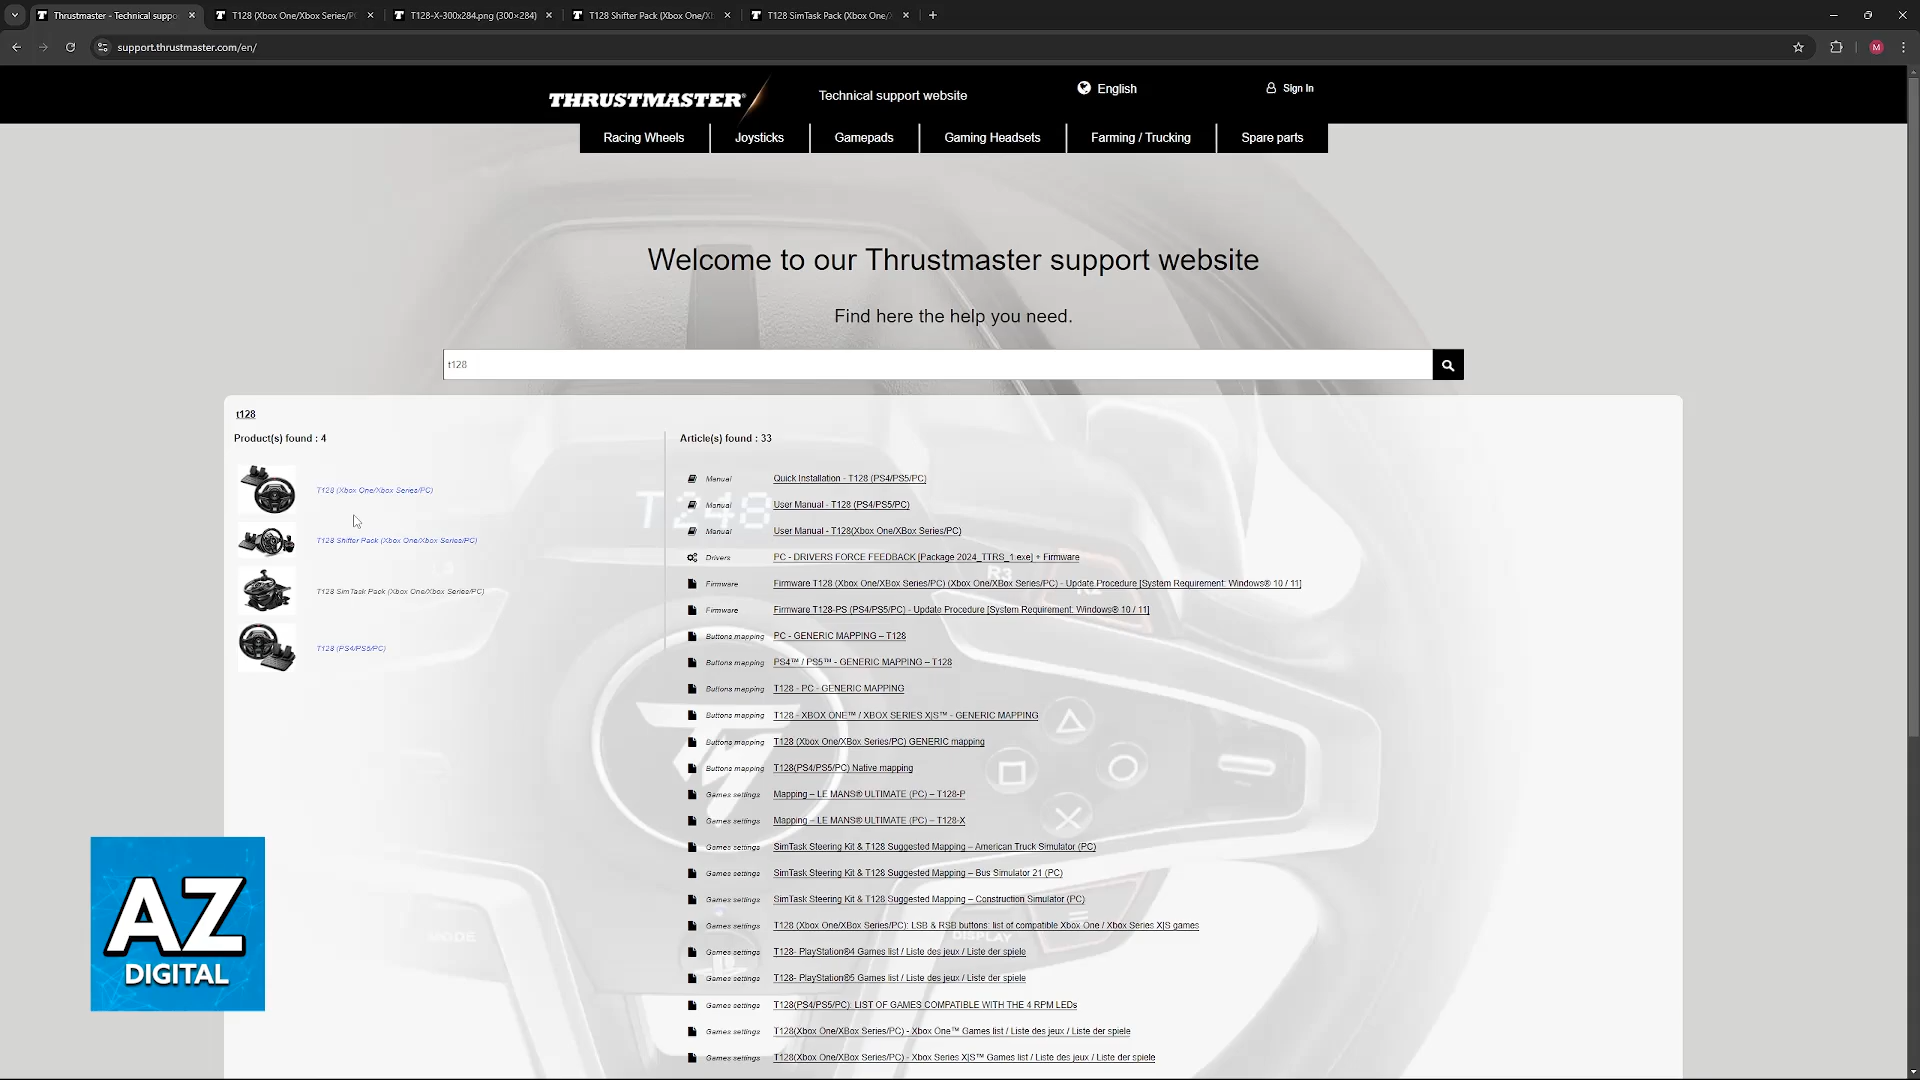 Thrustmaster - Technical suppo
T128 (Xbox One/Xbox Series/P
T128-X-300x284.png (300×284)
T128 Shifter Pack (Xbox One/X
T128 SimTask Pack (Xbox One/
support.thrustmaster.com/en/
M
THRUSTMASTER®
Technical support website
English
Sign In
Racing Wheels
Joysticks
Gamepads
Gaming Headsets
Farming / Trucking
Spare parts
Welcome to our Thrustmaster support website
Find here the help you need.
t128
t128
Product(s) found : 4
T128 (Xbox One/Xbox Series/PC)
T128 Shifter Pack (Xbox One/Xbox Series/PC)
T128 SimTask Pack (Xbox One/Xbox Series/PC)
T128 (PS4/PS5/PC)
Article(s) found : 33
Manual Quick Installation - T128 (PS4/PS5/PC)
Manual User Manual - T128 (PS4/PS5/PC)
Manual User Manual - T128(Xbox One/XBox Series/PC)
Drivers PC - DRIVERS FORCE FEEDBACK [Package 2024_TTRS_1.exe] + Firmware
Firmware Firmware T128 (Xbox One/XBox Series/PC) (Xbox One/XBox Series/PC) - Update Procedure [System Requirement: Windows® 10 / 11]
Firmware Firmware T128-PS (PS4/PS5/PC) - Update Procedure [System Requirement: Windows® 10 / 11]
Buttons mapping PC - GENERIC MAPPING – T128
Buttons mapping PS4™ / PS5™ - GENERIC MAPPING – T128
Buttons mapping T128 - PC - GENERIC MAPPING
Buttons mapping T128 - XBOX ONE™ / XBOX SERIES X|S™ - GENERIC MAPPING
Buttons mapping T128 (Xbox One/XBox Series/PC) GENERIC mapping
Buttons mapping T128(PS4/PS5/PC) Native mapping
Games settings Mapping – LE MANS® ULTIMATE (PC) – T128-P
Games settings Mapping – LE MANS® ULTIMATE (PC) – T128-X
Games settings SimTask Steering Kit & T128 Suggested Mapping – American Truck Simulator (PC)
Games settings SimTask Steering Kit & T128 Suggested Mapping – Bus Simulator 21 (PC)
Games settings SimTask Steering Kit & T128 Suggested Mapping – Construction Simulator (PC)
Games settings T128 (Xbox One/XBox Series/PC): LSB & RSB buttons: list of compatible Xbox One / Xbox Series X|S games
Games settings T128- PlayStation®4 Games list / Liste des jeux / Liste der spiele
Games settings T128- PlayStation®5 Games list / Liste des jeux / Liste der spiele
Games settings T128(PS4/PS5/PC): LIST OF GAMES COMPATIBLE WITH THE 4 RPM LEDs
Games settings T128(Xbox One/XBox Series/PC) - Xbox One™ Games list / Liste des jeux / Liste der spiele
Games settings T128(Xbox One/XBox Series/PC) - Xbox Series X|S™ Games list / Liste des jeux / Liste der spiele
T248
R3
DISPLAY
AZ
DIGITAL